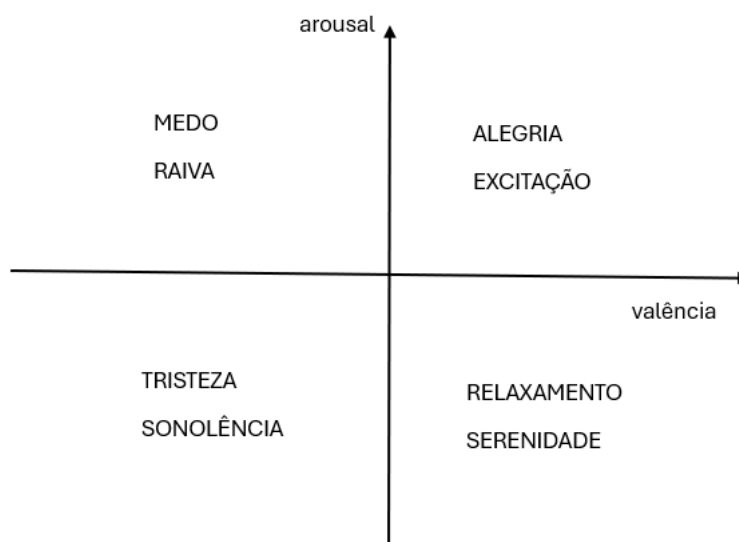 arousal
MEDO
RAIVA
ALEGRIA
EXCITAÇÃO
valência
TRISTEZA
SONOLÊNCIA
RELAXAMENTO
SERENIDADE